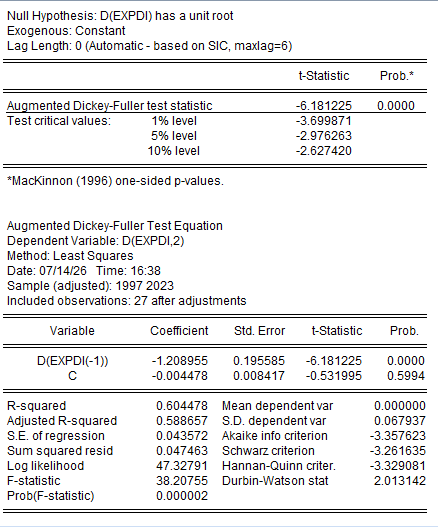 Null Hypothesis: D(EXPDI) has a unit root
Exogenous: Constant
Lag Length: 0 (Automatic - based on SIC, maxlag=6)
t-Statistic Prob.*
Augmented Dickey-Fuller test statistic -6.181225 0.0000
Test critical values: 1% level -3.699871
5% level -2.976263
10% level -2.627420
*MacKinnon (1996) one-sided p-values.
Augmented Dickey-Fuller Test Equation
Dependent Variable: D(EXPDI,2)
Method: Least Squares
Date: 07/14/26 Time: 16:38
Sample (adjusted): 1997 2023
Included observations: 27 after adjustments
Variable Coefficient Std. Error t-Statistic Prob.
D(EXPDI(-1)) -1.208955 0.195585 -6.181225 0.0000
C -0.004478 0.008417 -0.531995 0.5994
R-squared 0.604478 Mean dependent var 0.000000
Adjusted R-squared 0.588657 S.D. dependent var 0.067937
S.E. of regression 0.043572 Akaike info criterion -3.357623
Sum squared resid 0.047463 Schwarz criterion -3.261635
Log likelihood 47.32791 Hannan-Quinn criter. -3.329081
F-statistic 38.20755 Durbin-Watson stat 2.013142
Prob(F-statistic) 0.000002